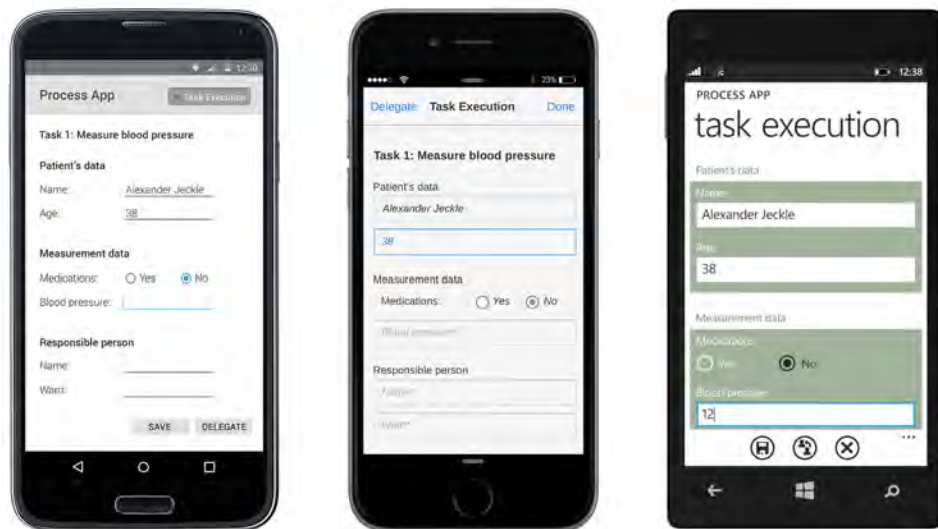 12:30
Process App
Task Execution
Task 1: Measure blood pressure
Patient's data
Name: Alexander Jeckle
Age: 38
Measurement data
Medications: Yes No
Blood pressure:
Responsible person
Name:
Ward:
SAVE DELEGATE
23%
Delegate Task Execution Done
Task 1: Measure blood pressure
Patient's data
Alexander Jeckle
38
Measurement data
Medications: Yes No
Blood pressure
Responsible person
Name
12:38
PROCESS APP
task execution
Patient's data
Name
Alexander Jeckle
Age
38
Measurement data
Medications
Yes No
Blood pressure
12